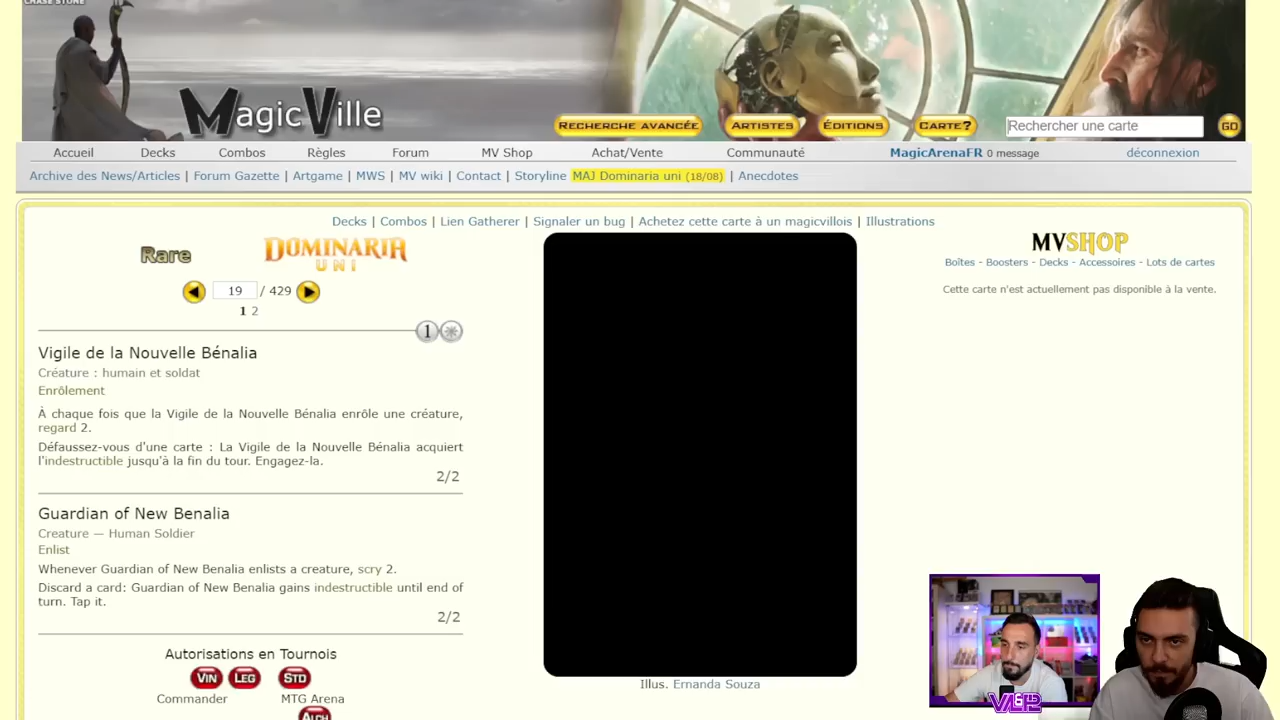 CHASE STONE
MagicVille
RECHERCHE AVANCÉE
ARTISTES
ÉDITIONS
CARTE?
Rechercher une carte
GO
Accueil
Decks
Combos
Règles
Forum
MV Shop
Achat/Vente
Communauté
MagicArenaFR 0 message
déconnexion
Archive des News/Articles | Forum Gazette | Artgame | MWS | MV wiki | Contact | Storyline MAJ Dominaria uni (18/08) | Anecdotes
Decks | Combos | Lien Gatherer | Signaler un bug | Achetez cette carte à un magicvillois | Illustrations
Rare
DOMINARIA
UNI
19 / 429
1 2
1
Vigile de la Nouvelle Bénalia
Créature : humain et soldat
Enrôlement
À chaque fois que la Vigile de la Nouvelle Bénalia enrôle une créature,
regard 2.
Défaussez-vous d'une carte : La Vigile de la Nouvelle Bénalia acquiert
l'indestructible jusqu'à la fin du tour. Engagez-la.
2/2
Guardian of New Benalia
Creature — Human Soldier
Enlist
Whenever Guardian of New Benalia enlists a creature, scry 2.
Discard a card: Guardian of New Benalia gains indestructible until end of
turn. Tap it.
2/2
Autorisations en Tournois
VIN LEG STD
Commander MTG Arena
ALCH
Illus. Ernanda Souza
MVSHOP
Boîtes - Boosters - Decks - Accessoires - Lots de cartes
Cette carte n'est actuellement pas disponible à la vente.